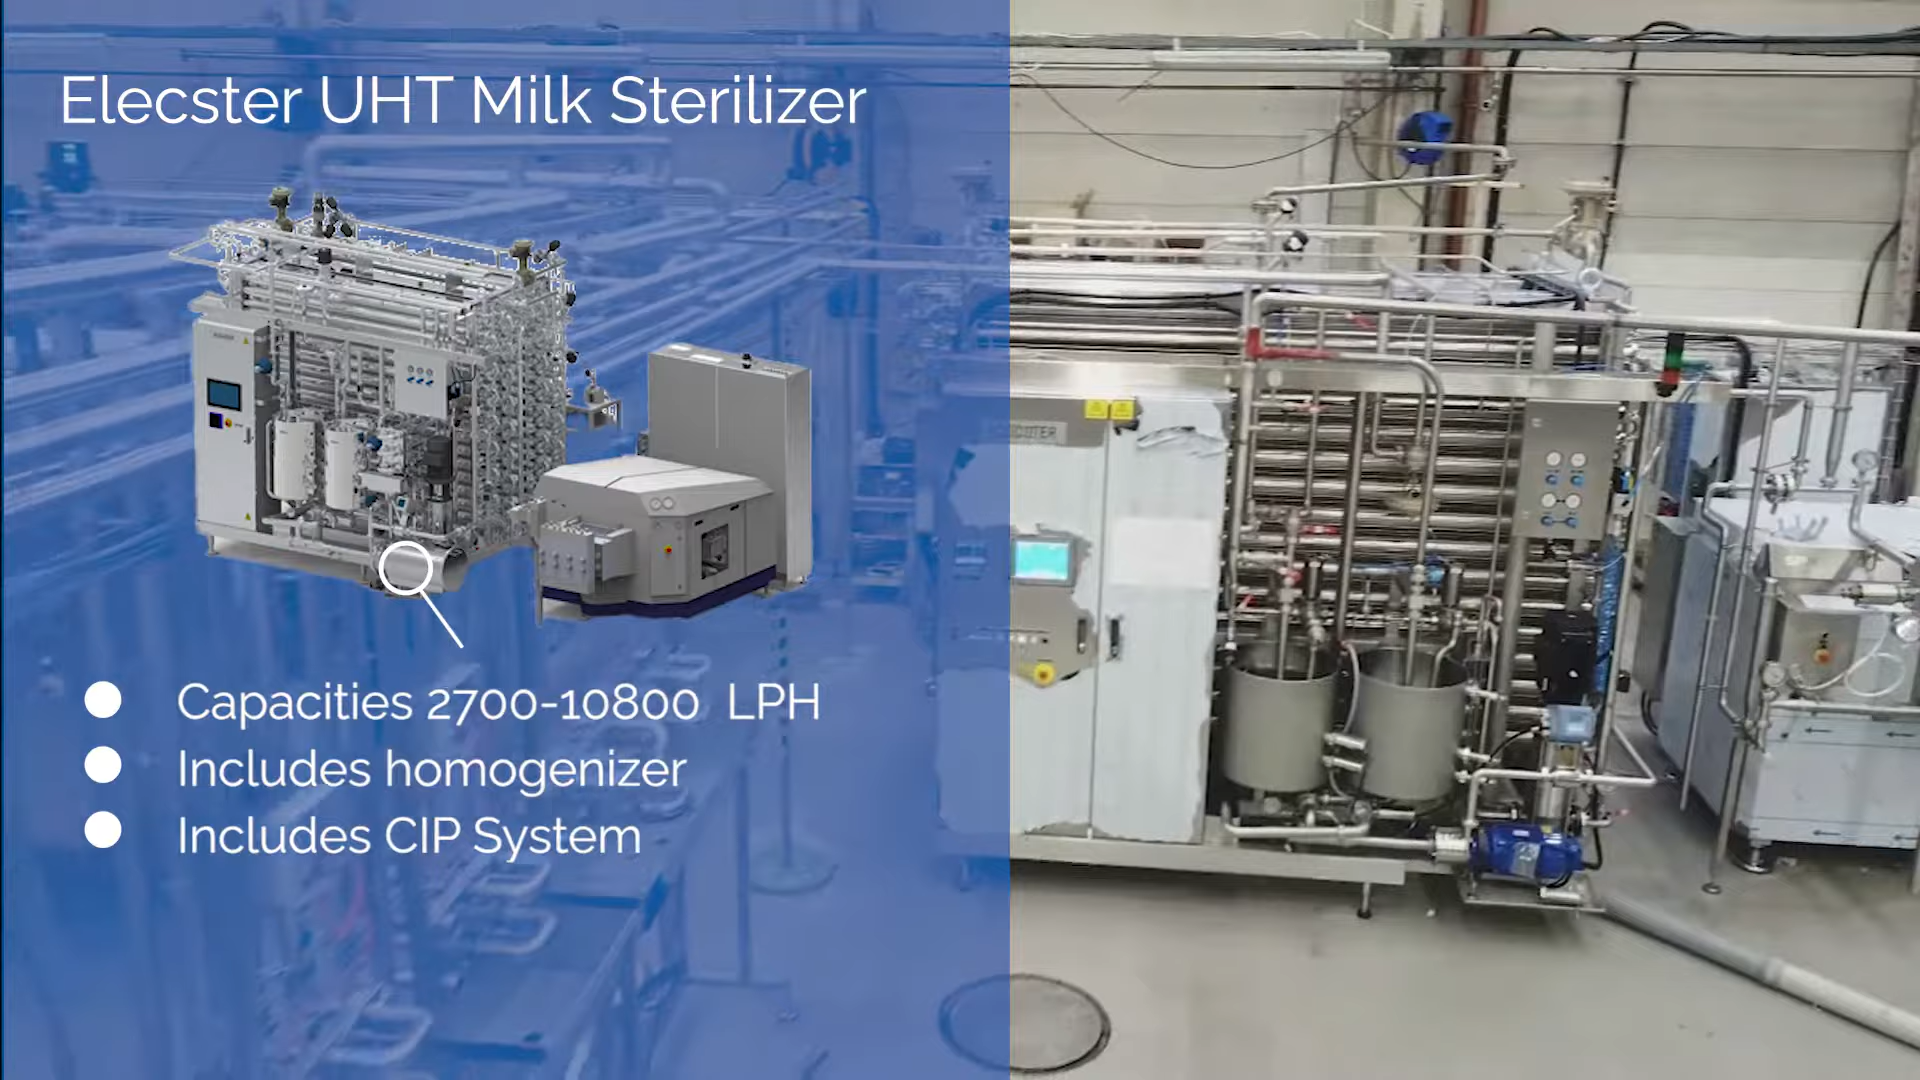 Elecster UHT Milk Sterilizer
Capacities 2700-10800 LPH
Includes homogenizer
Includes CIP System